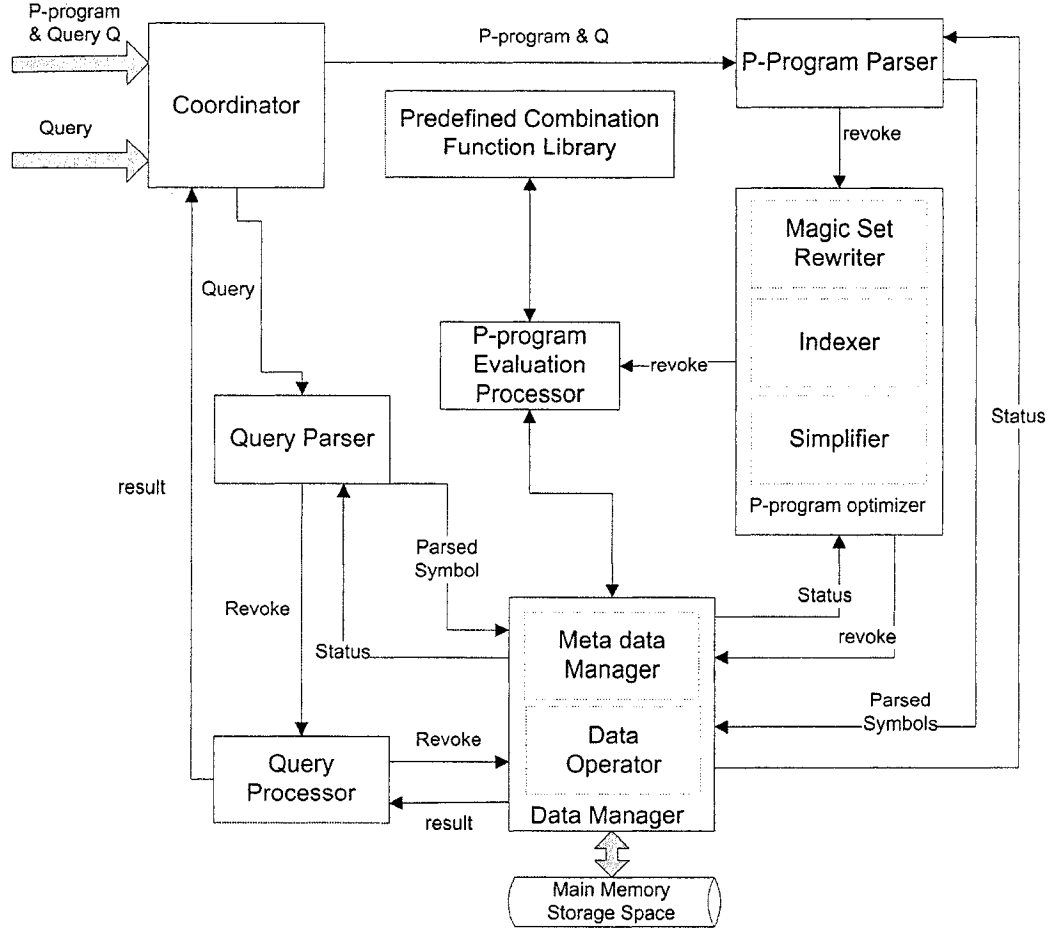 P-program
& Query Q
P-program & Q
P-Program Parser
Coordinator
Predefined Combination
Function Library
Query
revoke
Magic Set
Rewriter
Query
P-program
Evaluation
Processor
revoke
Indexer
Query Parser
Simplifier
Status
result
P-program optimizer
Parsed
Symbol
Status
Revoke
Meta data
Manager
revoke
Status
Parsed
Symbols
Revoke
Data
Operator
Query
Processor
result
Data Manager
Main Memory
Storage Space